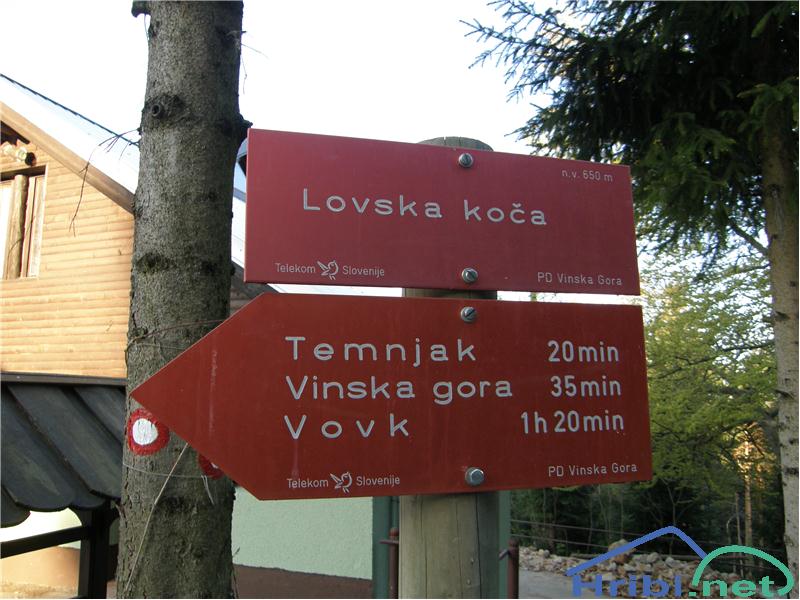 n.v. 650 m
Lovska koča
Telekom Slovenije
PD Vinska Gora
Temnjak 20min
Vinska gora 35min
Vovk 1h 20min
Telekom Slovenije
PD Vinska Gora
Hribi.net